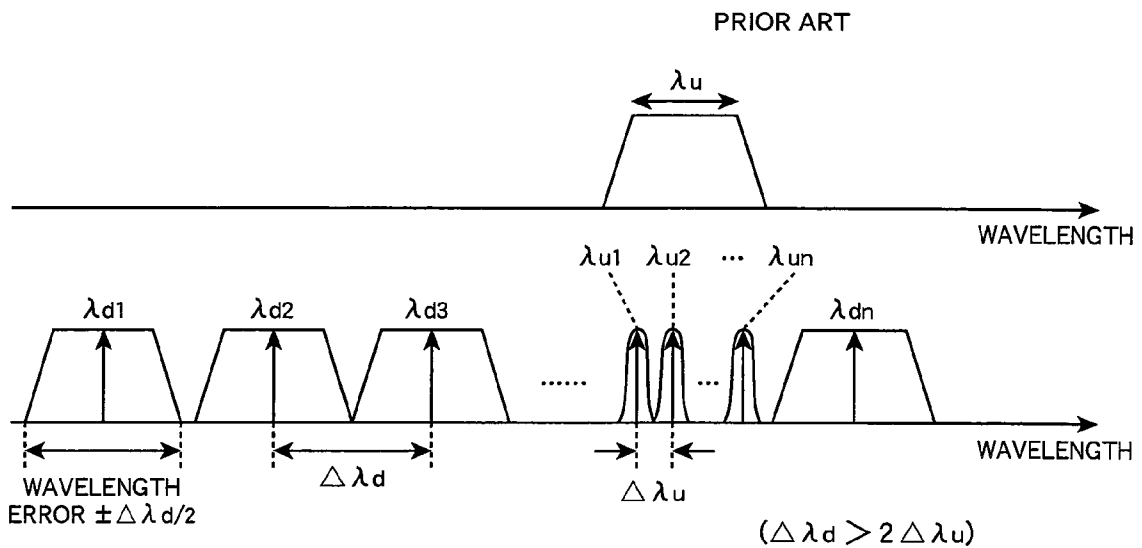 PRIOR ART
λu
WAVELENGTH
λu1 λu2 ... λun
λd1 λd2 λd3 λdn
...... ...
WAVELENGTH
△λd △λu
WAVELENGTH
ERROR ±△λd/2
(△λd > 2△λu)